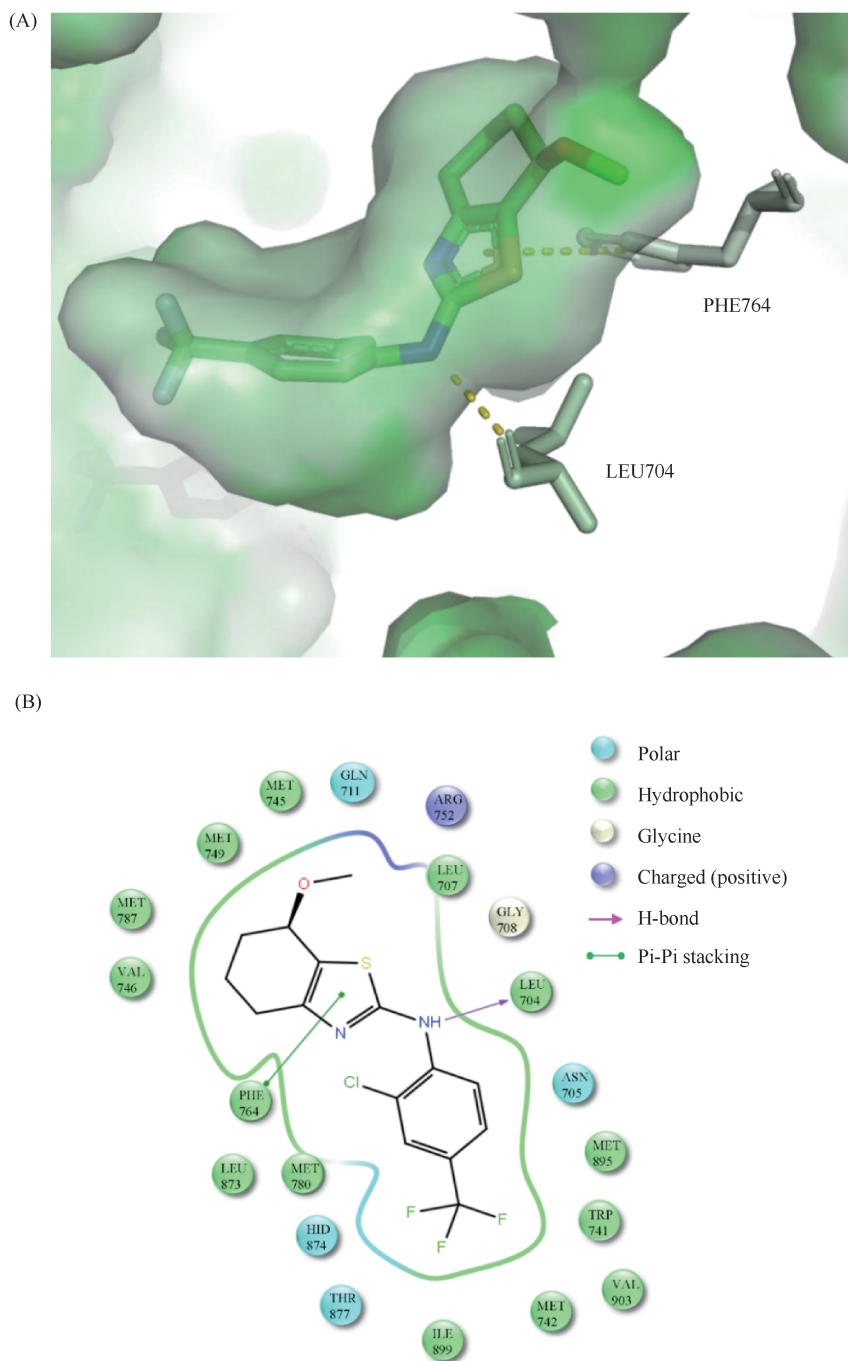 (A)
PHE764
LEU704
(B)
Polar
Hydrophobic
Glycine
Charged (positive)
H-bond
Pi-Pi stacking
GLN
711
MET
745
ARG
752
MET
749
LEU
707
MET
787
GLY
708
VAL
746
LEU
704
O
S
N
NH
Cl
F
F
F
PHE
764
ASN
705
LEU
873
MET
780
MET
895
HID
874
TRP
741
THR
877
VAL
903
MET
742
ILE
899